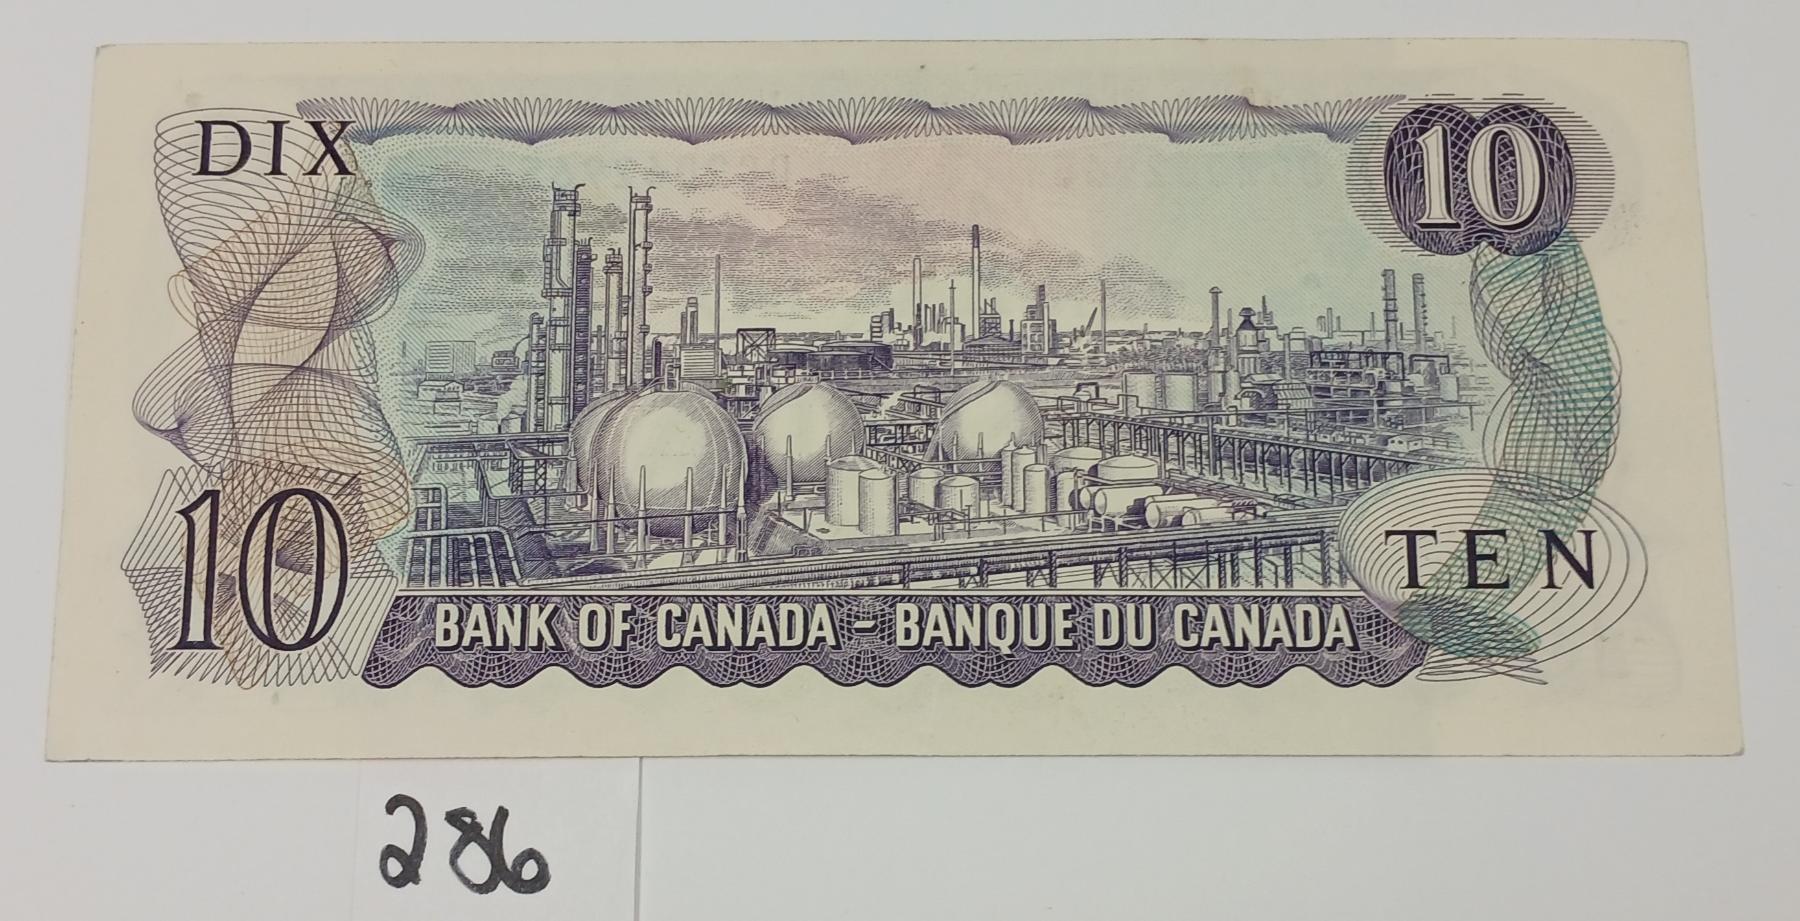 DIX
10
10
TEN
BANK OF CANADA – BANQUE DU CANADA
286